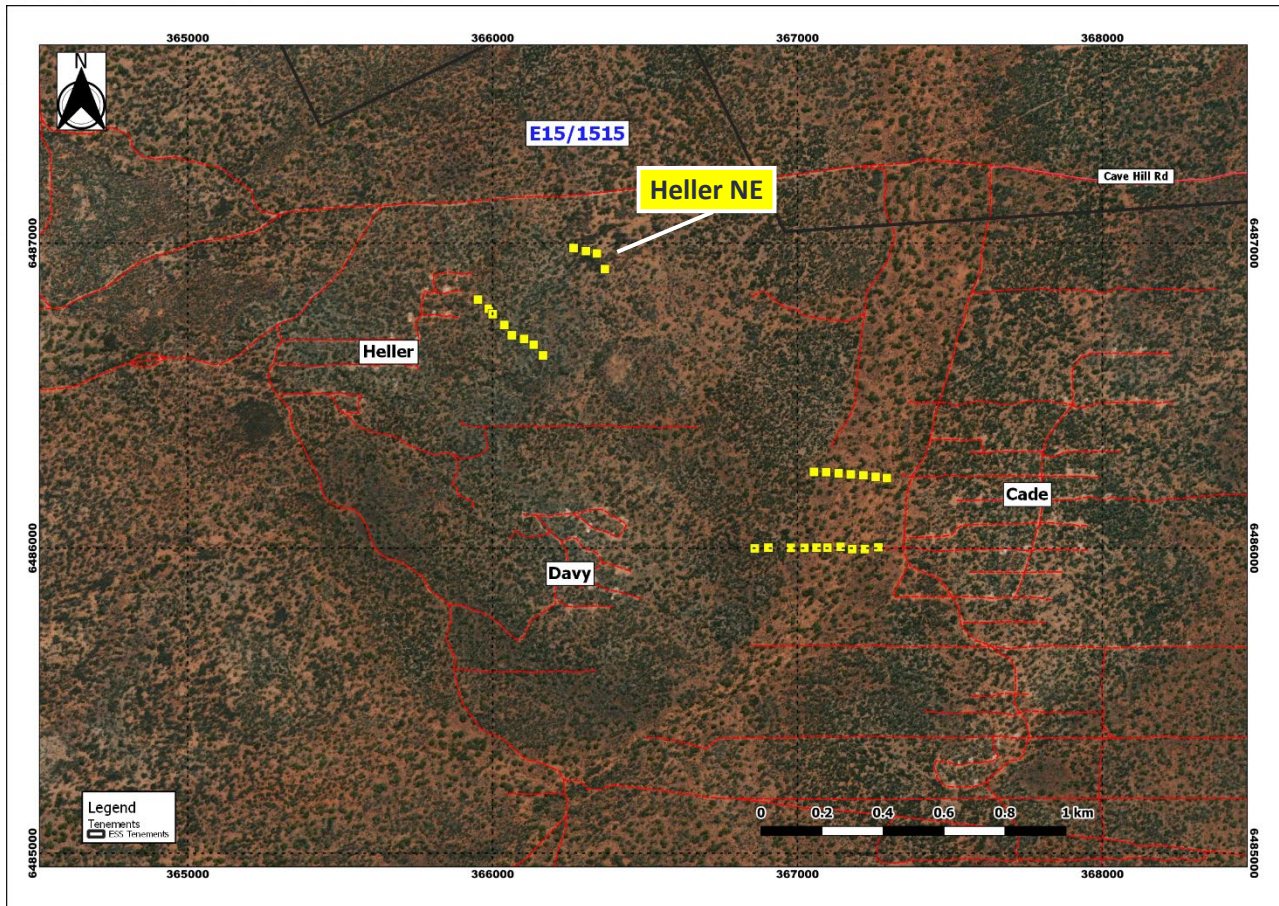 365000
366000
367000
368000
N
E15/1515
Cave Hill Rd
Heller NE
6487000
6487000
Heller
Cade
6486000
6486000
Davy
Legend
Tenements
ESS Tenements
0 0.2 0.4 0.6 0.8 1 km
6485000
6485000
365000
366000
367000
368000